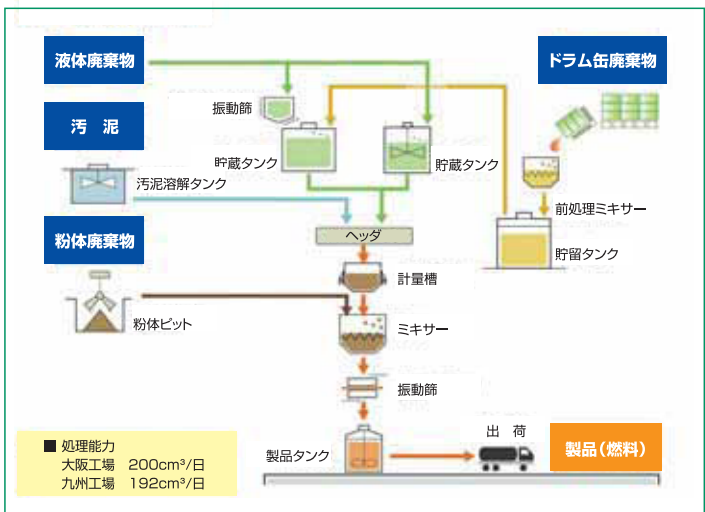 液体廃棄物
ドラム缶廃棄物
振動篩
汚　泥
貯蔵タンク
貯蔵タンク
汚泥溶解タンク
前処理ミキサー
粉体廃棄物
ヘッダ
貯留タンク
計量槽
粉体ピット
ミキサー
振動篩
■ 処理能力
大阪工場　200cm³/日
九州工場　192cm³/日
製品タンク
出　荷
製品（燃料）